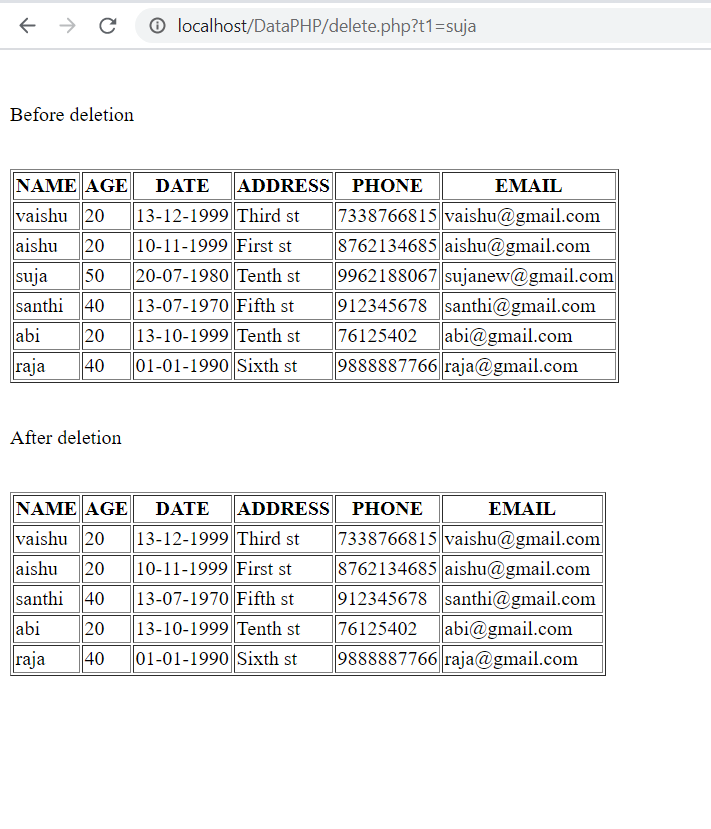 localhost/DataPHP/delete.php?t1=suja
Before deletion
NAME AGE DATE ADDRESS PHONE EMAIL
vaishu 20 13-12-1999 Third st 7338766815 vaishu@gmail.com
aishu 20 10-11-1999 First st 8762134685 aishu@gmail.com
suja 50 20-07-1980 Tenth st 9962188067 sujanew@gmail.com
santhi 40 13-07-1970 Fifth st 912345678 santhi@gmail.com
abi 20 13-10-1999 Tenth st 76125402 abi@gmail.com
raja 40 01-01-1990 Sixth st 9888887766 raja@gmail.com
After deletion
NAME AGE DATE ADDRESS PHONE EMAIL
vaishu 20 13-12-1999 Third st 7338766815 vaishu@gmail.com
aishu 20 10-11-1999 First st 8762134685 aishu@gmail.com
santhi 40 13-07-1970 Fifth st 912345678 santhi@gmail.com
abi 20 13-10-1999 Tenth st 76125402 abi@gmail.com
raja 40 01-01-1990 Sixth st 9888887766 raja@gmail.com